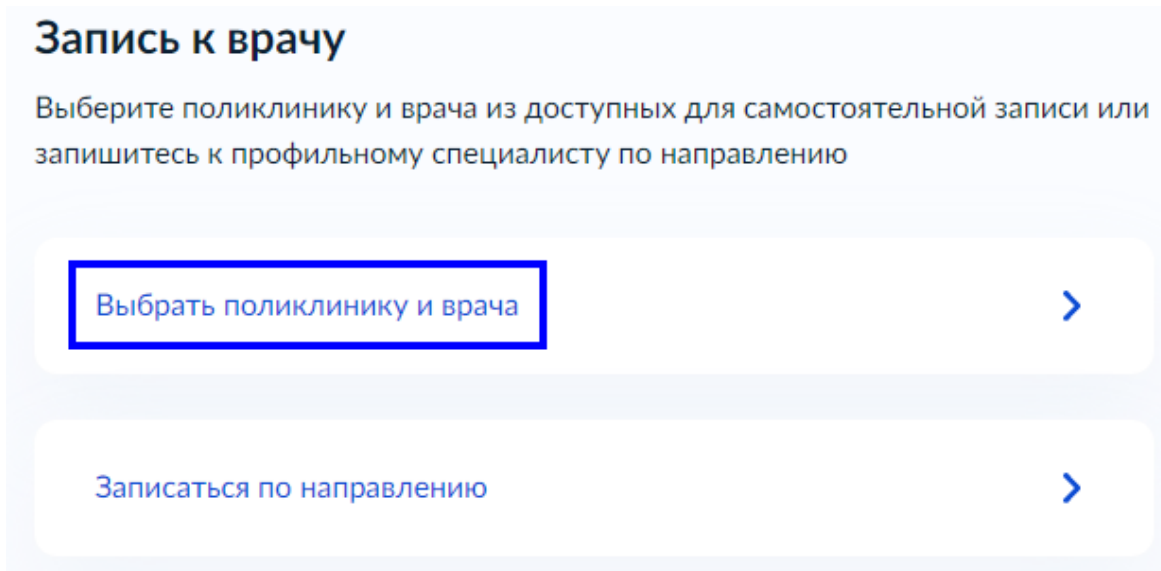 Запись к врачу
Выберите поликлинику и врача из доступных для самостоятельной записи или
запишитесь к профильному специалисту по направлению
Выбрать поликлинику и врача
Записаться по направлению